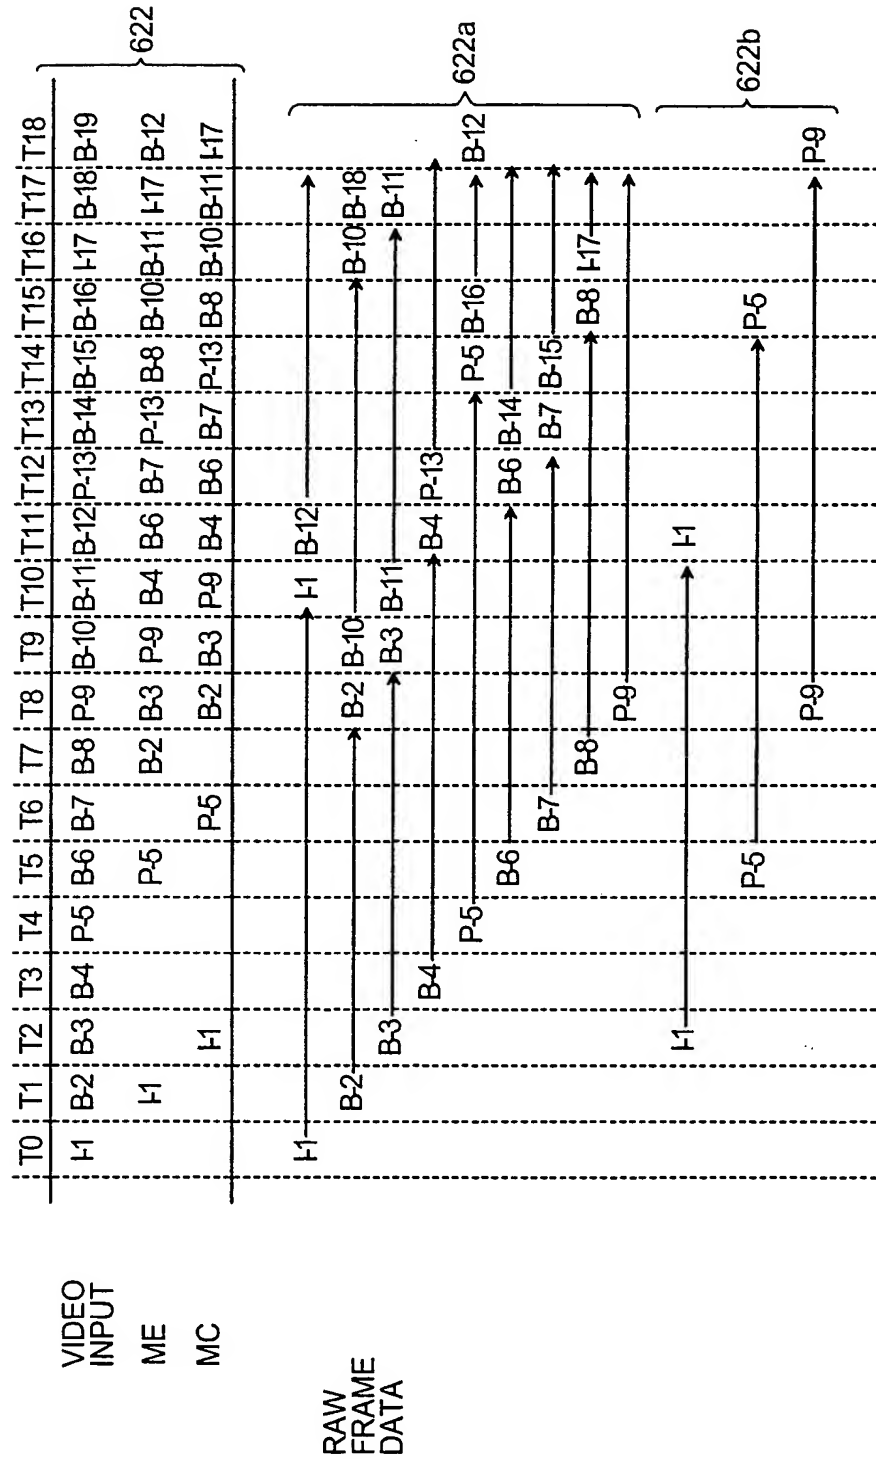 T0 T1 T2 T3 T4 T5 T6 T7 T8 T9 T10 T11 T12 T13 T14 T15 T16 T17 T18
VIDEO INPUT I-1 B-2 B-3 B-4 P-5 B-6 B-7 B-8 P-9 B-10 B-11 B-12 P-13 B-14 B-15 B-16 I-17 B-18 B-19
ME I-1 P-5 B-2 B-3 P-9 B-4 B-6 B-7 P-13 B-8 B-10 B-11 I-17 B-12
622
MC I-1 P-5 B-2 B-3 P-9 B-4 B-6 B-7 P-13 B-8 B-10 B-11 I-17
RAW
FRAME
DATA
I-1 I-1 B-12
B-2 B-2 B-10 B-10 B-18
B-3 B-3 B-11 B-11
B-4 B-4 P-13
622a
P-5 P-5 B-16 B-12
B-6 B-6 B-14
B-7 B-7 B-15
B-8 B-8 I-17
P-9
I-1 I-1
622b
P-5 P-5
P-9 P-9